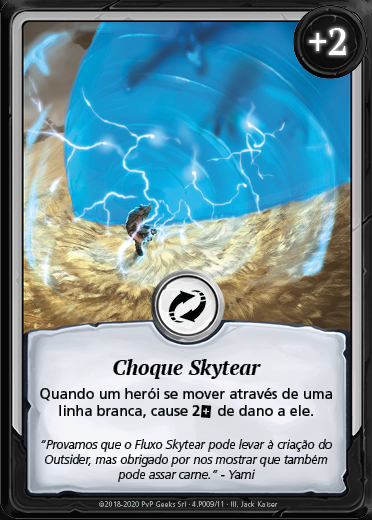 +2
Choque Skytear
Quando um herói se mover através de uma
linha branca, cause 2+ de dano a ele.
"Provamos que o Fluxo Skytear pode levar à criação do
Outsider, mas obrigado por nos mostrar que também
pode assar carne." - Yami
©2018-2020 PvP Geeks Srl · 4.P009/11 · Ill. Jack Kaiser